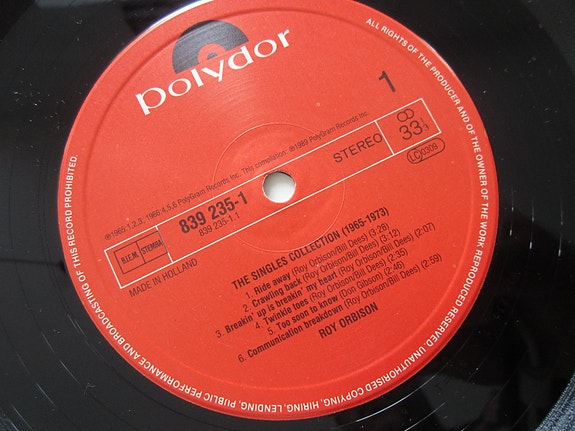 polydor
1
STEREO
33 1/3
LC 0309
℗1965:1,2,3. 1966:4,5,6 PolyGram Records Inc. This compilation ℗1989 PolyGram Records Inc.
839 235-1
839 235-1.1
B.I.E.M. STEMRA
MADE IN HOLLAND
THE SINGLES COLLECTION (1965-1973)
1. Ride away (Roy Orbison/Bill Dees) (3:28)
2. Crawling back (Roy Orbison/Bill Dees) (3:12)
3. Breakin' up is breakin' my heart (Roy Orbison/Bill Dees) (2:07)
4. Twinkle toes (Roy Orbison/Bill Dees) (2:35)
5. Too soon to know (Don Gibson) (2:46)
6. Communication breakdown (Roy Orbison/Bill Dees) (2:59)
ROY ORBISON
ALL RIGHTS OF THE PRODUCER AND OF THE OWNER OF THE WORK REPRODUCED RESERVED. UNAUTHORISED COPYING, HIRING, LENDING, PUBLIC PERFORMANCE AND BROADCASTING OF THIS RECORD PROHIBITED.